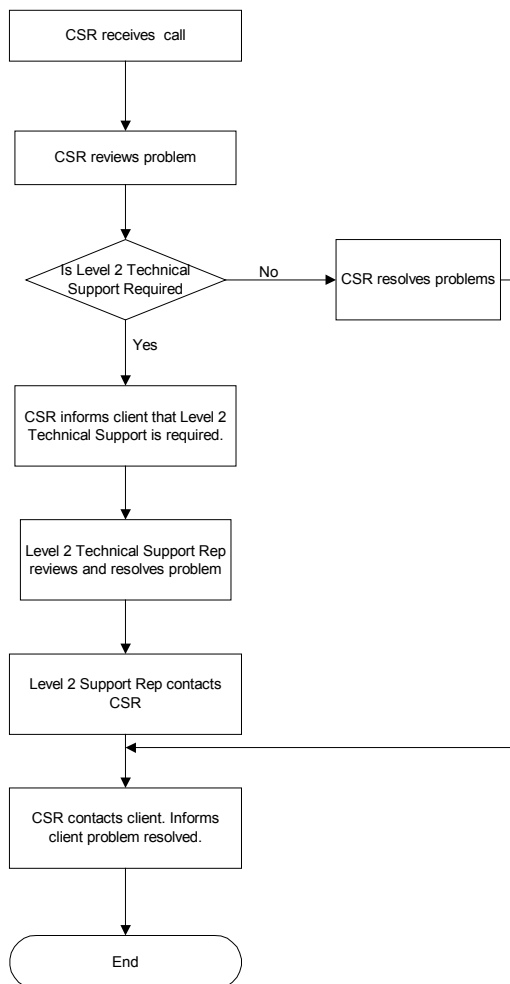 CSR receives call
CSR reviews problem
Is Level 2 Technical
Support Required
No
CSR resolves problems
Yes
CSR informs client that Level 2
Technical Support is required.
Level 2 Technical Support Rep
reviews and resolves problem
Level 2 Support Rep contacts
CSR
CSR contacts client. Informs
client problem resolved.
End